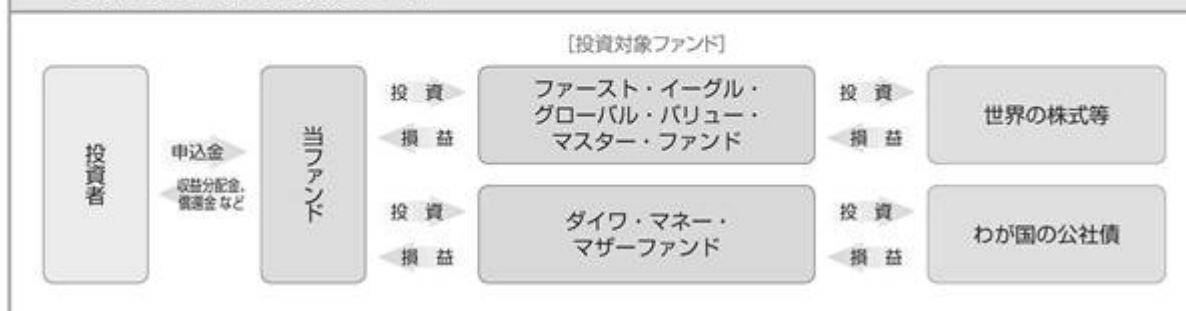 [投資対象ファンド]
投資者
申込金
収益分配金、
償還金 など
当ファンド
投 資
損 益
ファースト・イーグル・
グローバル・バリュー・
マスター・ファンド
投 資
損 益
世界の株式等
投 資
損 益
ダイワ・マネー・
マザーファンド
投 資
損 益
わが国の公社債